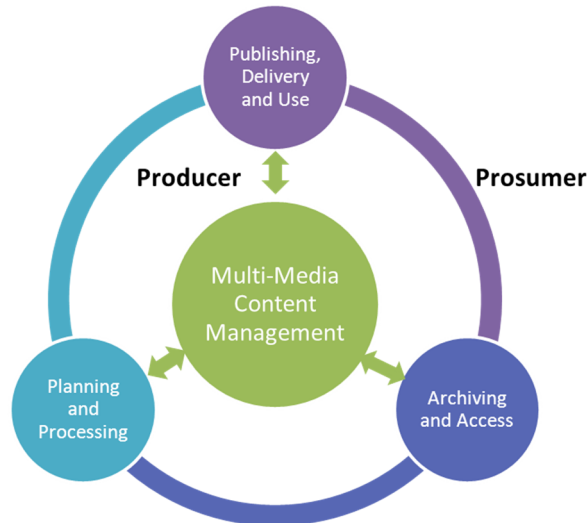 Publishing,
Delivery
and Use
Producer
Prosumer
Multi-Media
Content
Management
Planning
and
Processing
Archiving
and Access